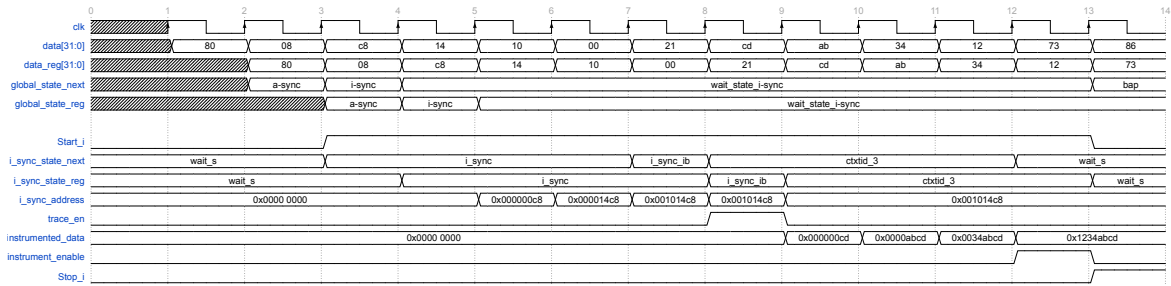 0 1 2 3 4 5 6 7 8 9 10 11 12 13 14
clk
data[31:0] 80 08 c8 14 10 00 21 cd ab 34 12 73 86
data_reg[31:0] 80 08 c8 14 10 00 21 cd ab 34 12 73
global_state_next a-sync i-sync wait_state_i-sync bap
global_state_reg a-sync i-sync wait_state_i-sync
Start_i
i_sync_state_next wait_s i_sync i_sync_ib ctxtid_3 wait_s
i_sync_state_reg wait_s i_sync i_sync_ib ctxtid_3 wait_s
i_sync_address 0x0000 0000 0x000000c8 0x000014c8 0x001014c8 0x001014c8 0x001014c8
trace_en
instrumented_data 0x0000 0000 0x000000cd 0x0000abcd 0x0034abcd 0x1234abcd
instrument_enable
Stop_i